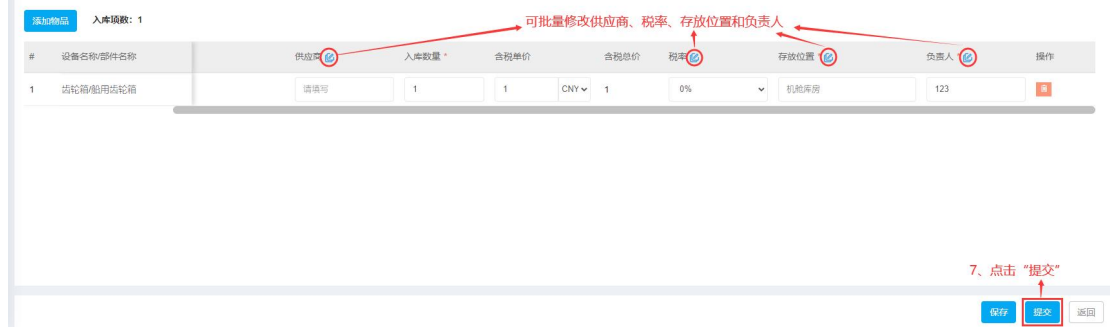 添加物品 入库项数：1 可批量修改供应商、税率、存放位置和负责人
# 设备名称/部件名称 供应商 入库数量 * 含税单价 含税总价 税率 存放位置 * 负责人 * 操作
1 齿轮箱/船用齿轮箱 请填写 1 1 CNY 1 0% 机舱库房 123
7、点击“提交”
保存 提交 返回